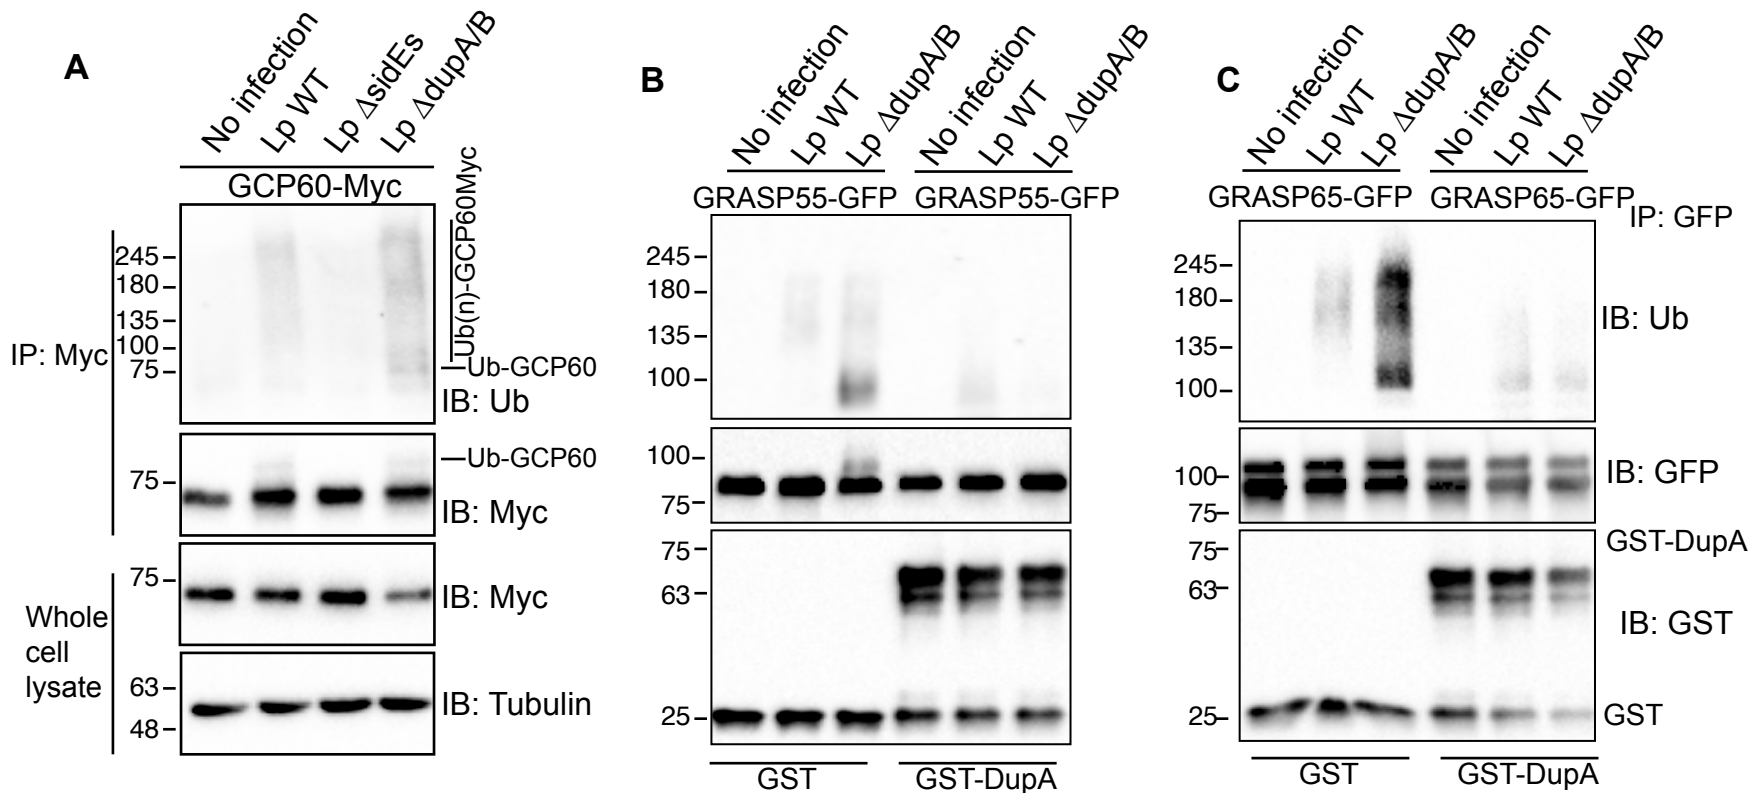 A
No infection
Lp WT
Lp ΔsidEs
Lp ΔdupA/B
GCP60-Myc
245
180
135
100
75
IP: Myc
Ub(n)-GCP60Myc
Ub-GCP60
IB: Ub
75
Ub-GCP60
IB: Myc
Whole
cell
lysate
75
IB: Myc
63
48
IB: Tubulin
B
No infection
Lp WT
Lp ΔdupA/B
No infection
Lp WT
Lp ΔdupA/B
GRASP55-GFP
GRASP55-GFP
245
180
135
100
100
75
75
63
25
GST
GST-DupA
C
No infection
Lp WT
Lp ΔdupA/B
No infection
Lp WT
Lp ΔdupA/B
GRASP65-GFP
GRASP65-GFP
IP: GFP
245
180
135
100
IB: Ub
100
75
IB: GFP
75
63
25
GST-DupA
IB: GST
GST
GST
GST-DupA